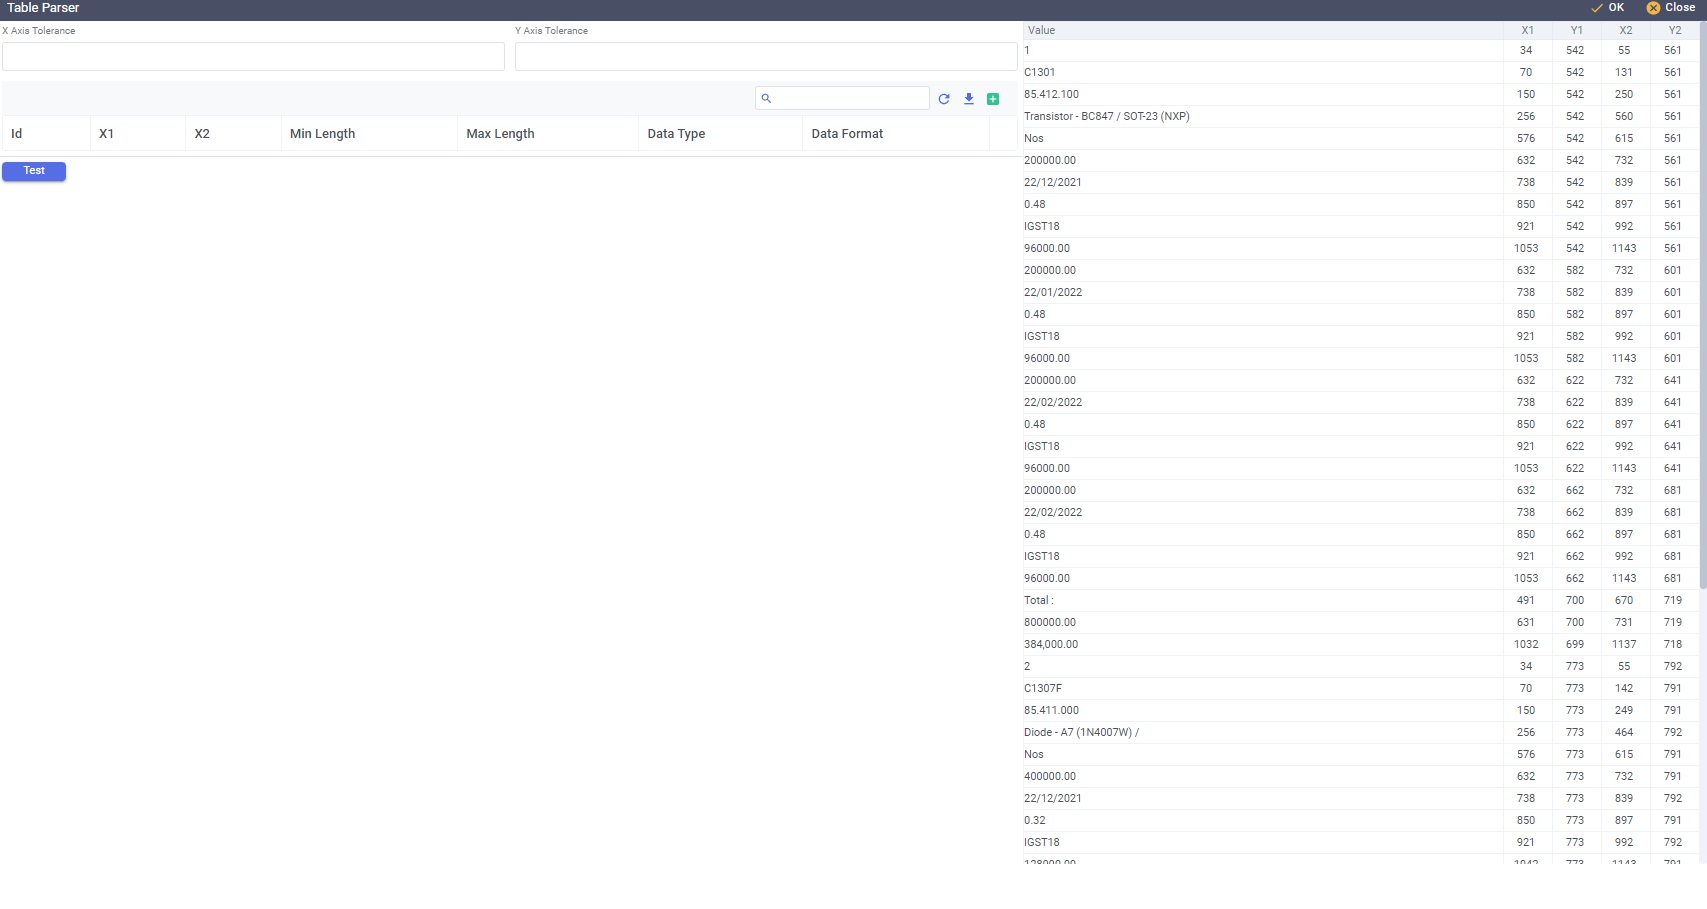 Table Parser OK Close
X Axis Tolerance Y Axis Tolerance
Id X1 X2 Min Length Max Length Data Type Data Format
Test
Value X1 Y1 X2 Y2
1 34 542 55 561
C1301 70 542 131 561
85.412.100 150 542 250 561
Transistor - BC847 / SOT-23 (NXP) 256 542 560 561
Nos 576 542 615 561
200000.00 632 542 732 561
22/12/2021 738 542 839 561
0.48 850 542 897 561
IGST18 921 542 992 561
96000.00 1053 542 1143 561
200000.00 632 582 732 601
22/01/2022 738 582 839 601
0.48 850 582 897 601
IGST18 921 582 992 601
96000.00 1053 582 1143 601
200000.00 632 622 732 641
22/02/2022 738 622 839 641
0.48 850 622 897 641
IGST18 921 622 992 641
96000.00 1053 622 1143 641
200000.00 632 662 732 681
22/02/2022 738 662 839 681
0.48 850 662 897 681
IGST18 921 662 992 681
96000.00 1053 662 1143 681
Total : 491 700 670 719
800000.00 631 700 731 719
384,000.00 1032 699 1137 718
2 34 773 55 792
C1307F 70 773 142 791
85.411.000 150 773 249 791
Diode - A7 (1N4007W) / 256 773 464 792
Nos 576 773 615 791
400000.00 632 773 732 791
22/12/2021 738 773 839 792
0.32 850 773 897 791
IGST18 921 773 992 792
128000.00 1042 773 1143 791